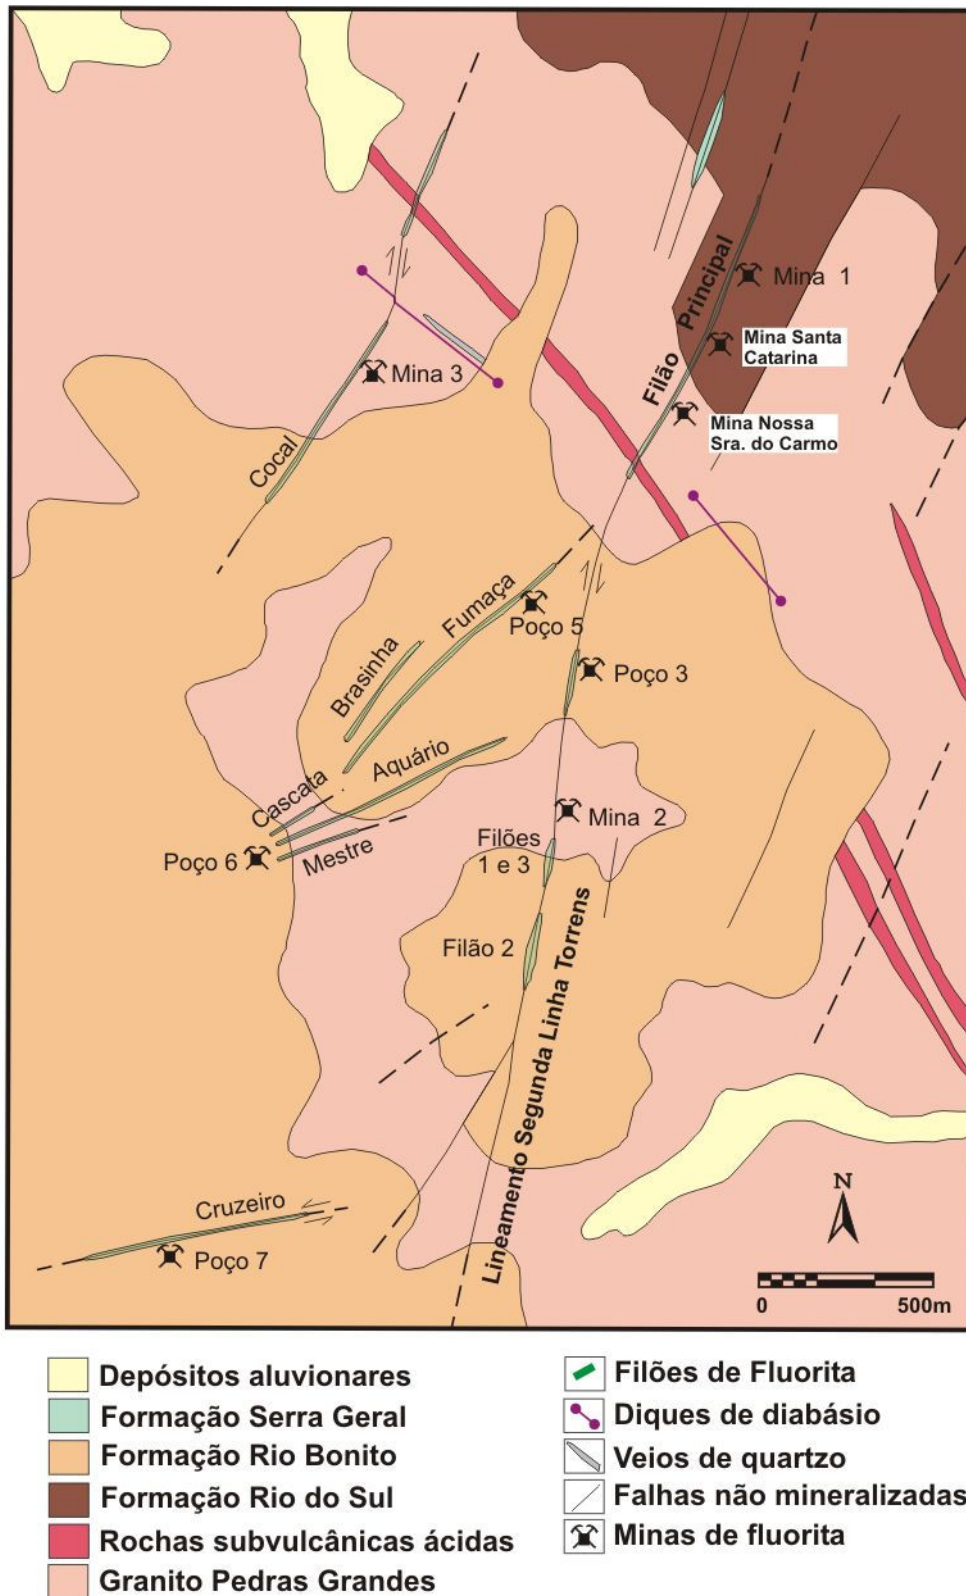 Filão Principal
Mina 1
Mina Santa
Catarina
Mina 3
Mina Nossa
Sra. do Carmo
Cocal
Fumaça
Poço 5
Brasinha
Poço 3
Aquário
Cascata
Mina 2
Filões
1 e 3
Mestre
Poço 6
Filão 2
Lineamento Segunda Linha Torrens
Cruzeiro
Poço 7
N
0 500m
Depósitos aluvionares
Formação Serra Geral
Formação Rio Bonito
Formação Rio do Sul
Rochas subvulcânicas ácidas
Granito Pedras Grandes
Filões de Fluorita
Diques de diabásio
Veios de quartzo
Falhas não mineralizadas
Minas de fluorita